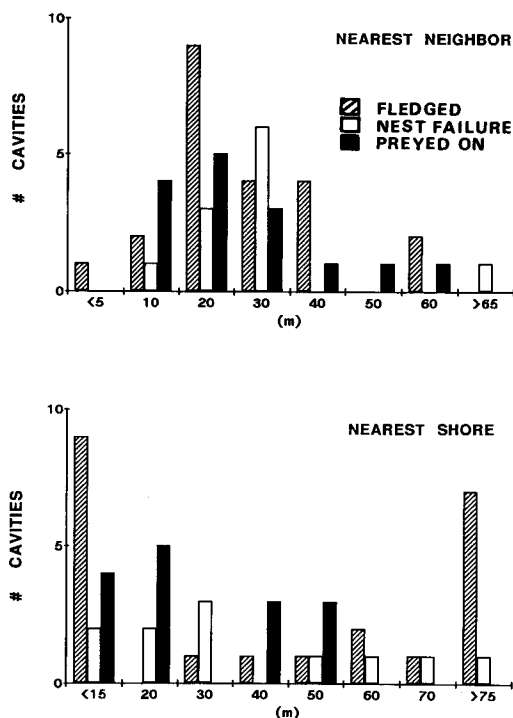 NEAREST NEIGHBOR
FLEDGED
NEST FAILURE
PREYED ON
# CAVITIES
10
5
0
<5 10 20 30 40 50 60 >65
(m)
NEAREST SHORE
# CAVITIES
10
5
0
<15 20 30 40 50 60 70 >75
(m)